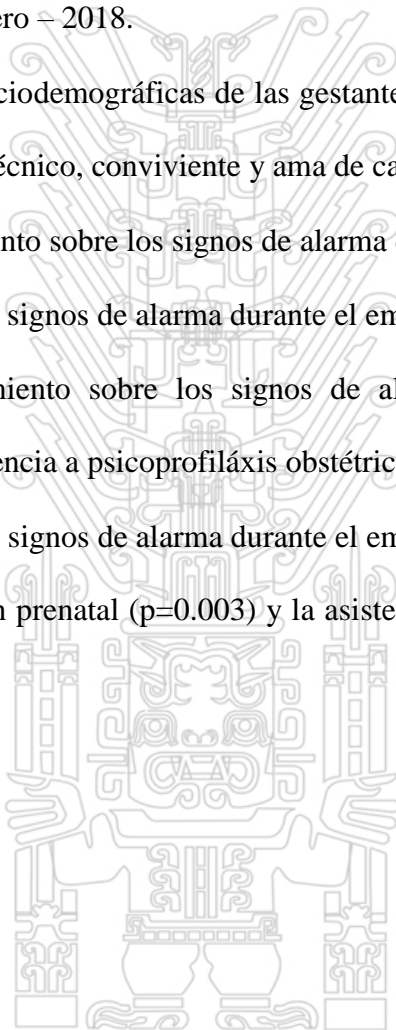 ero – 2018.
ciodemográficas de las gestante
écnico, conviviente y ama de ca
nto sobre los signos de alarma
signos de alarma durante el em
miento sobre los signos de al
encia a psicoprofiláxis obstétric
signos de alarma durante el em
n prenatal (p=0.003) y la asiste